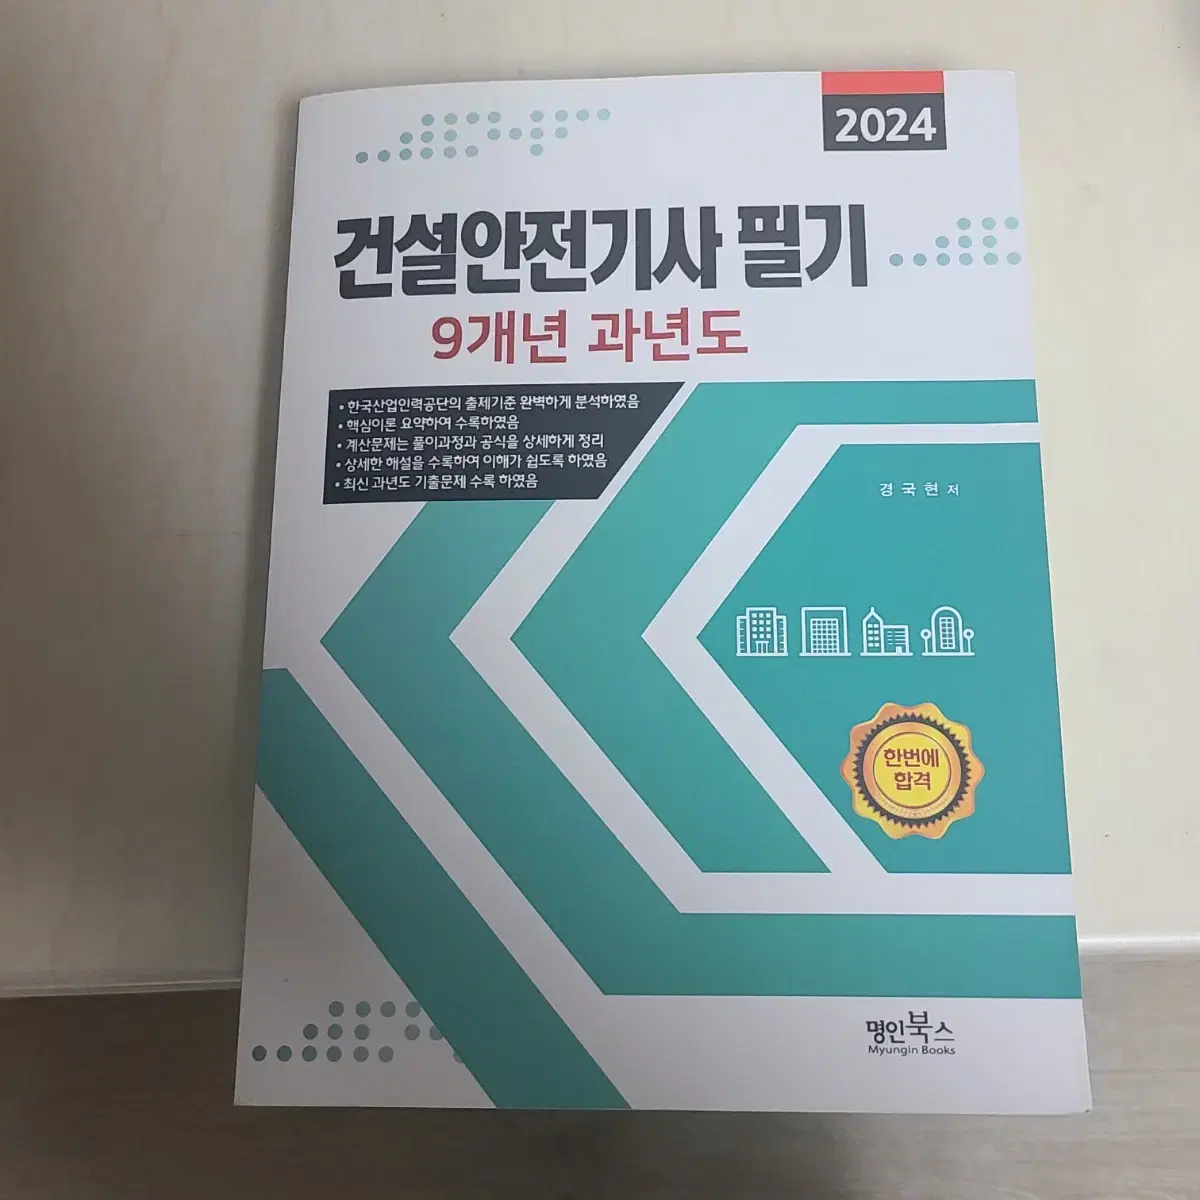 2024
건설안전기사 필기
9개년 과년도
• 한국산업인력공단의 출제기준 완벽하게 분석하였음
• 핵심이론 요약하여 수록하였음
• 계산문제는 풀이과정과 공식을 상세하게 정리
• 상세한 해설을 수록하여 이해가 쉽도록 하였음
• 최신 과년도 기출문제 수록 하였음
경국현 저
한번에
합격
명인북스
Myungin Books